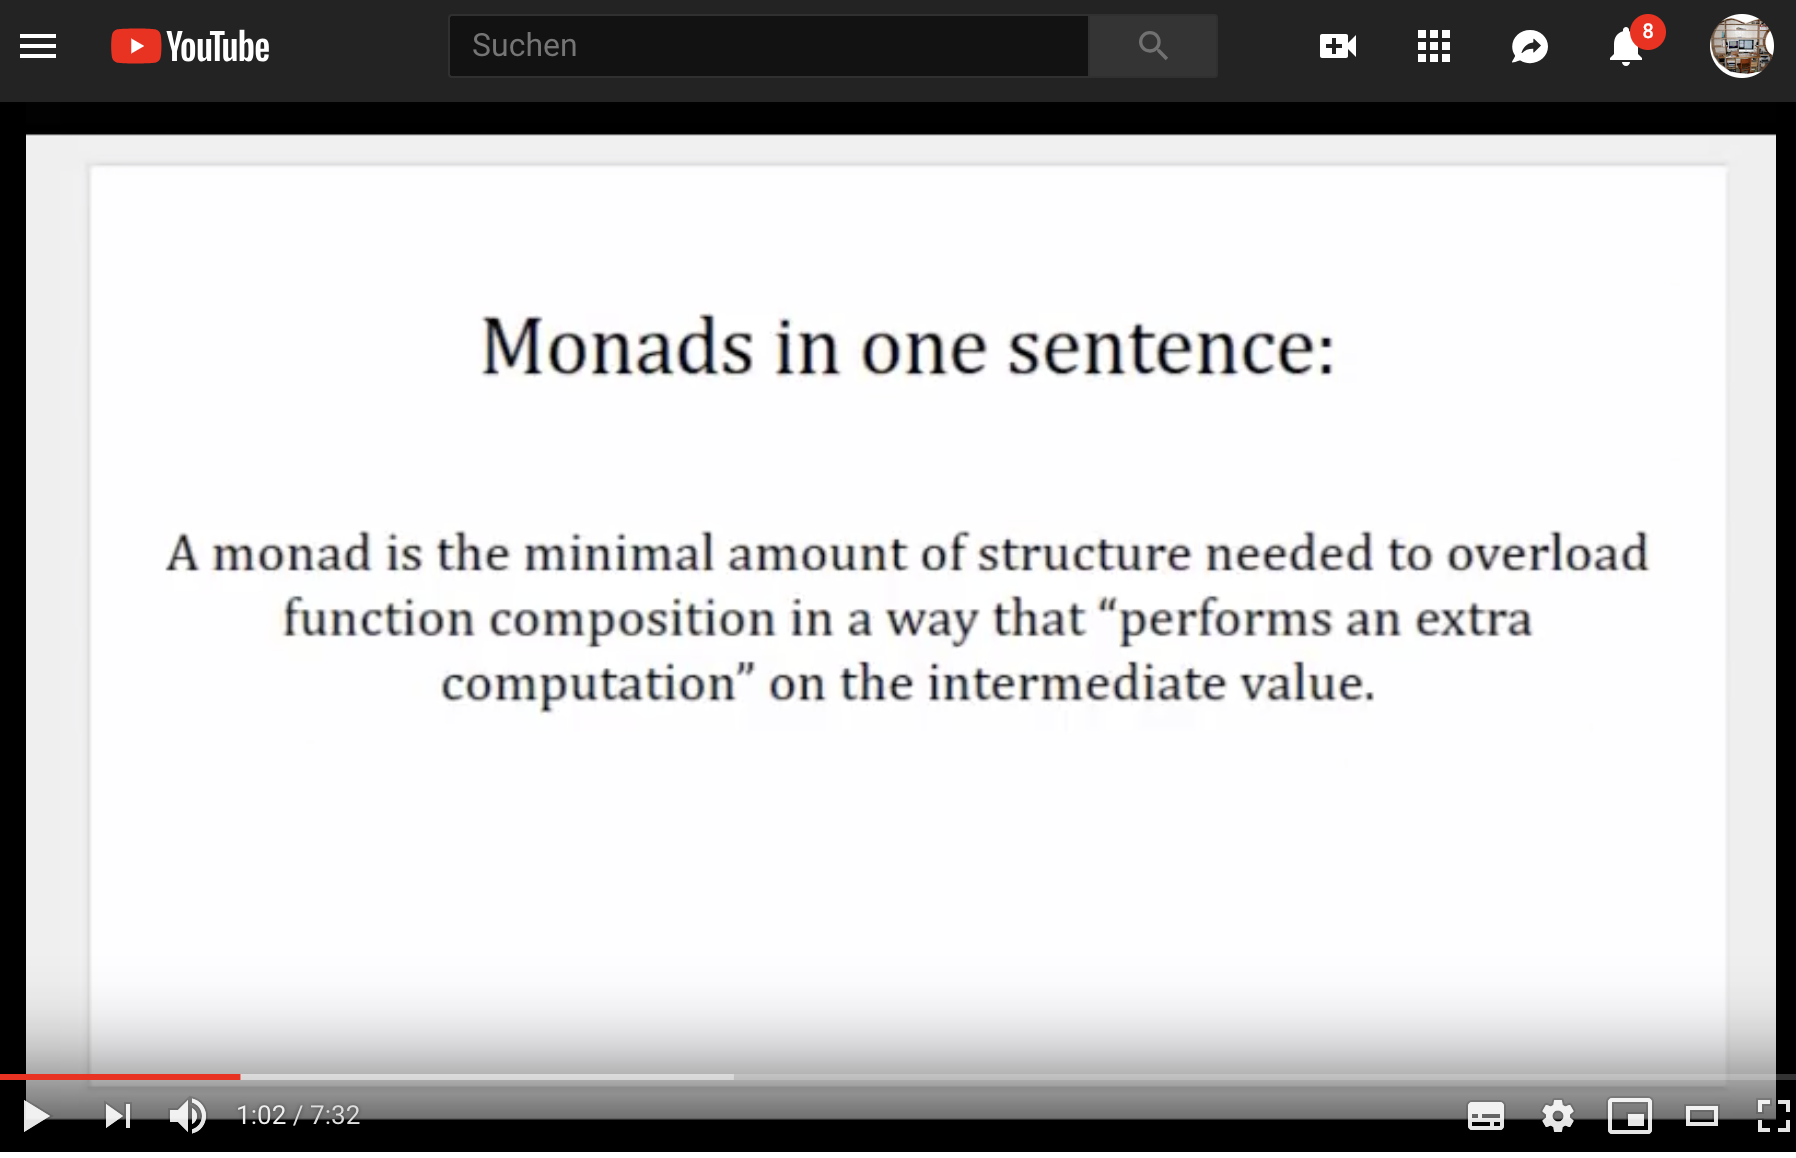 YouTube
Suchen
8
Monads in one sentence:
A monad is the minimal amount of structure needed to overload
function composition in a way that “performs an extra
computation” on the intermediate value.
1:02 / 7:32